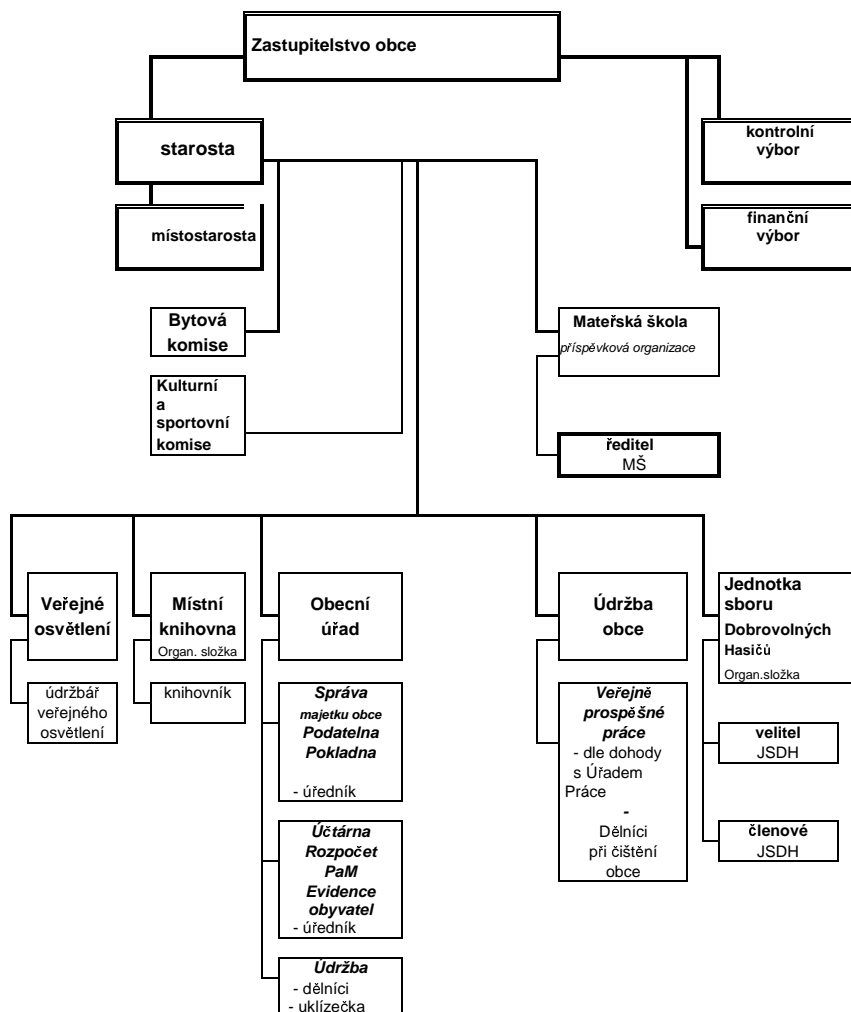 Zastupitelstvo obce
starosta
kontrolní
výbor
místostarosta
finanční
výbor
Bytová
komise
Mateřská škola
příspěvková organizace
Kulturní
a
sportovní
komise
ředitel
MŠ
Veřejné
osvětlení
Místní
knihovna
Organ. složka
Obecní
úřad
Údržba
obce
Jednotka
sboru
Dobrovolných
Hasičů
Organ.složka
údržbář
veřejného
osvětlení
knihovník
Správa
majetku obce
Podatelna
Pokladna
- úředník
Veřejně
prospěšné
práce
- dle dohody
s Úřadem
Práce
-
Dělníci
při čištění
obce
velitel
JSDH
členové
JSDH
Účtárna
Rozpočet
PaM
Evidence
obyvatel
- úředník
Údržba
- dělníci
- uklízečka